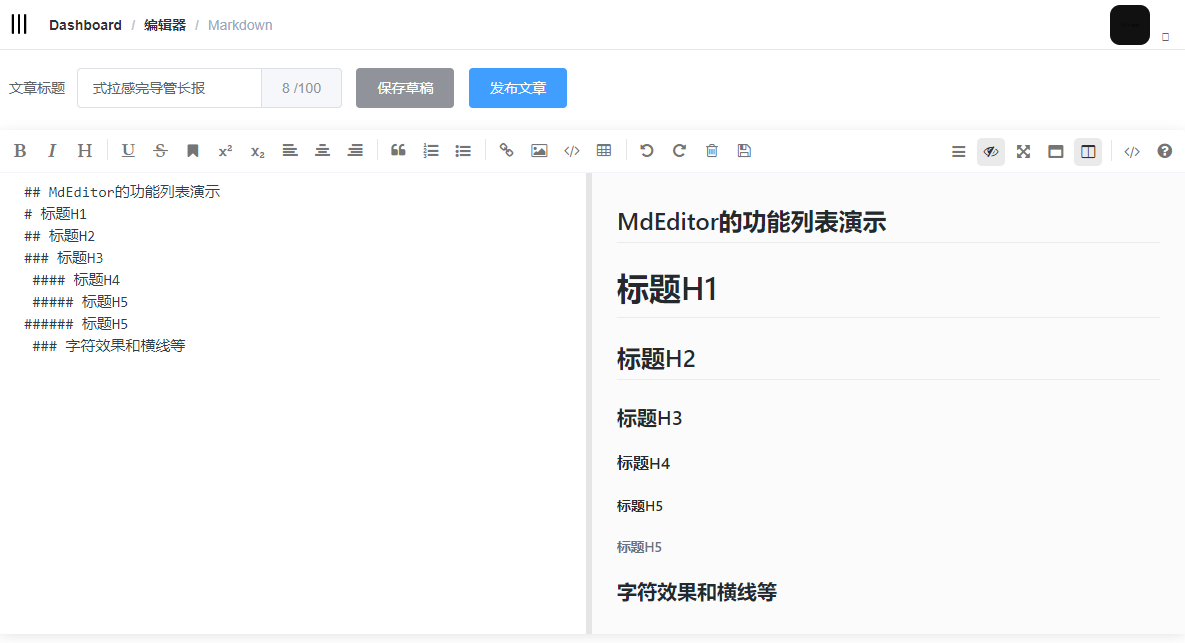 Dashboard / 编辑器 / Markdown
文章标题 式拉感完导管长报 8 /100 保存草稿 发布文章
## MdEditor的功能列表演示
# 标题H1
## 标题H2
### 标题H3
#### 标题H4
##### 标题H5
###### 标题H5
### 字符效果和横线等
MdEditor的功能列表演示
标题H1
标题H2
标题H3
标题H4
标题H5
标题H5
字符效果和横线等